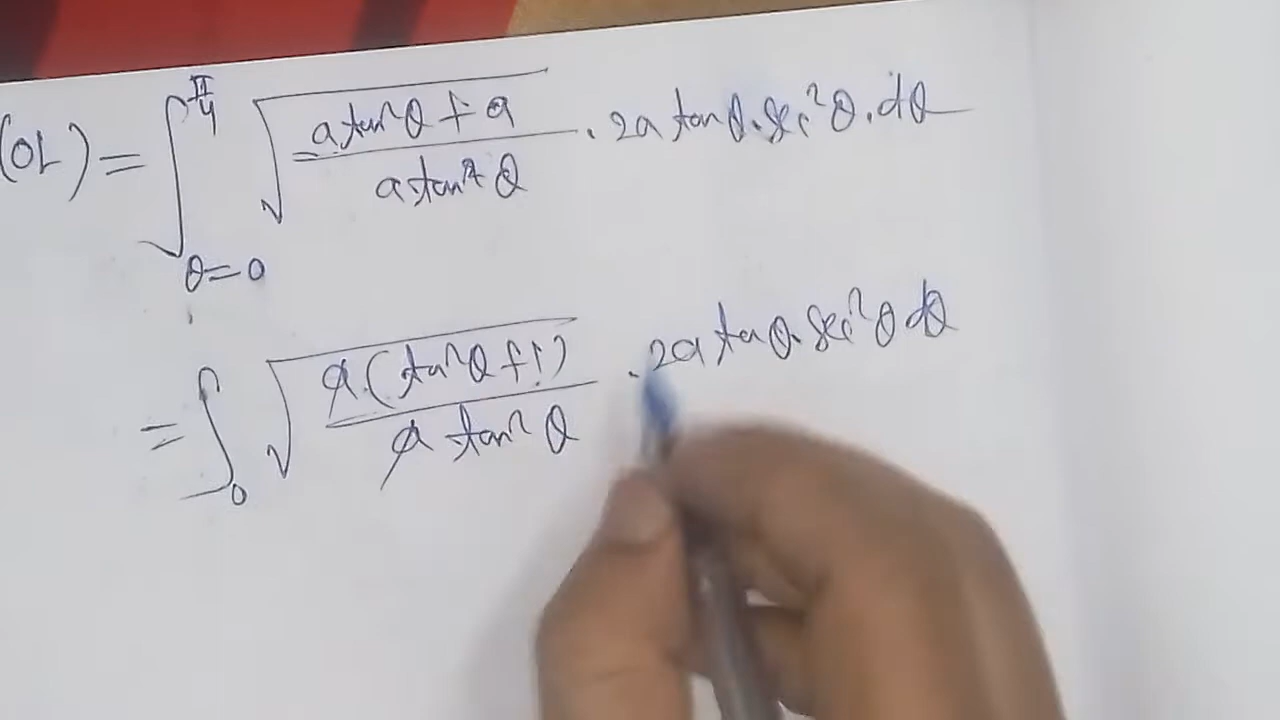 (OL) = ∫_{θ=0}^{π/4} √((a tan²θ + a)/(a tan²θ)) · 2a tanθ · sec²θ · dθ
= ∫_0 √((a (tan²θ + 1))/(a tan²θ)) · 2a tanθ · sec²θ dθ